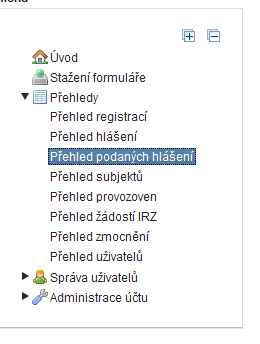 Úvod
Stažení formuláře
Přehledy
Přehled registrací
Přehled hlášení
Přehled podaných hlášení
Přehled subjektů
Přehled provozoven
Přehled žádostí IRZ
Přehled zmocnění
Přehled uživatelů
Správa uživatelů
Administrace účtu